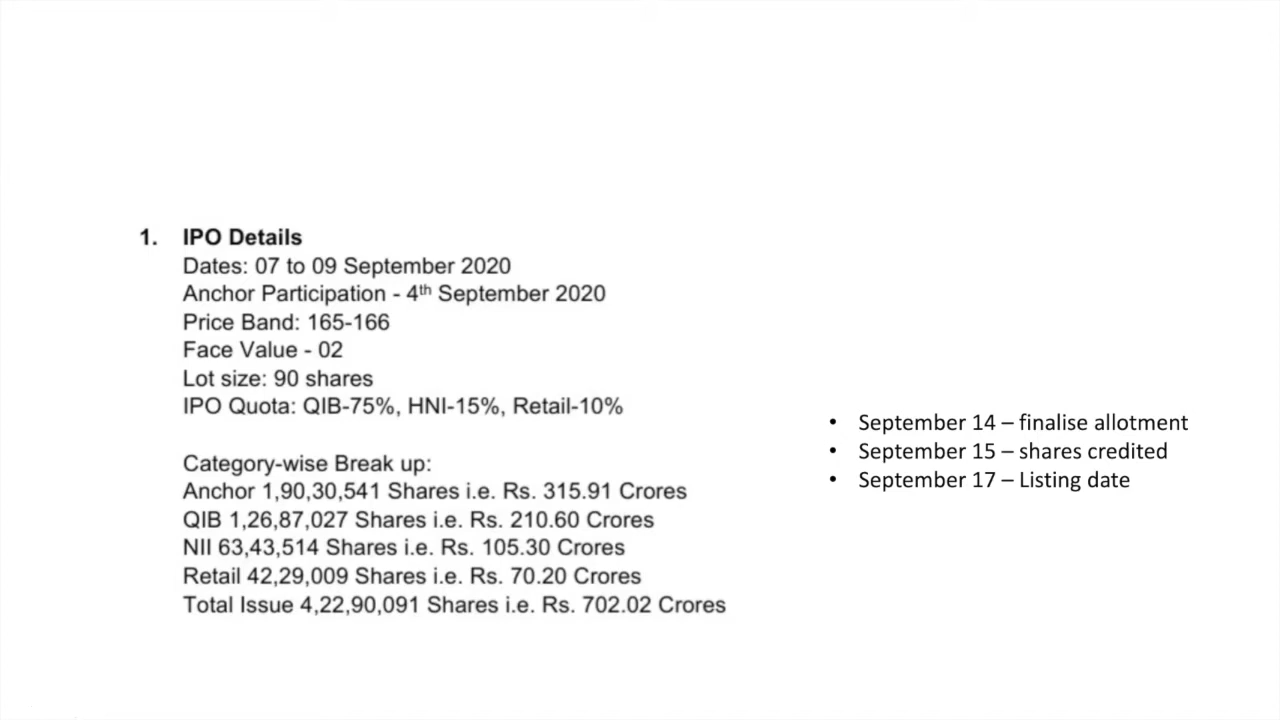 1. IPO Details
Dates: 07 to 09 September 2020
Anchor Participation - 4th September 2020
Price Band: 165-166
Face Value - 02
Lot size: 90 shares
IPO Quota: QIB-75%, HNI-15%, Retail-10%
Category-wise Break up:
Anchor 1,90,30,541 Shares i.e. Rs. 315.91 Crores
QIB 1,26,87,027 Shares i.e. Rs. 210.60 Crores
NII 63,43,514 Shares i.e. Rs. 105.30 Crores
Retail 42,29,009 Shares i.e. Rs. 70.20 Crores
Total Issue 4,22,90,091 Shares i.e. Rs. 702.02 Crores
• September 14 – finalise allotment
• September 15 – shares credited
• September 17 – Listing date